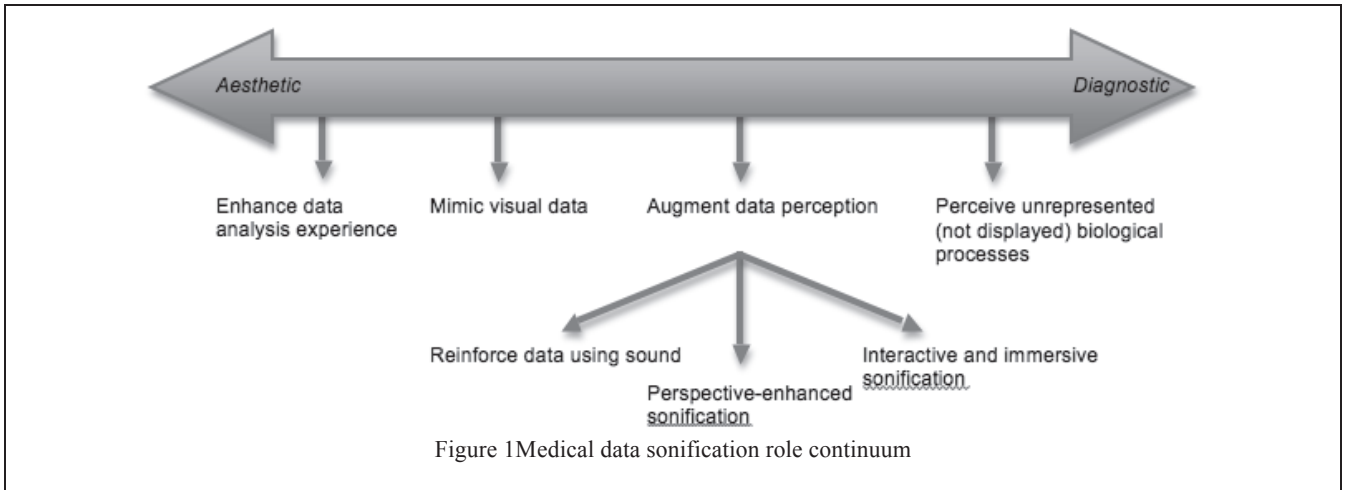 Aesthetic
Diagnostic
Enhance data
analysis experience
Mimic visual data
Augment data perception
Perceive unrepresented
(not displayed) biological
processes
Reinforce data using sound
Perspective-enhanced
sonification
Interactive and immersive
sonification
Figure 1Medical data sonification role continuum